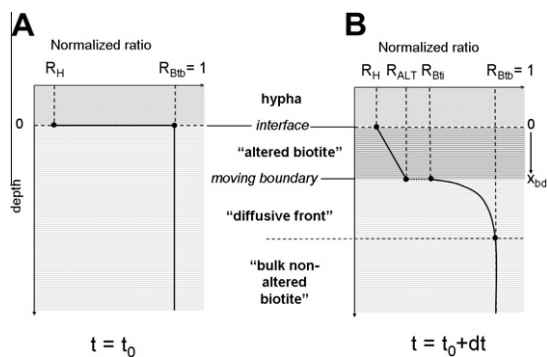 A
Normalized ratio
R_H
R_Btb = 1
0
depth
t = t_0
hypha
interface
“altered biotite”
moving boundary
“diffusive front”
“bulk non-
altered
biotite”
B
Normalized ratio
R_H R_ALT R_Bti R_Btb = 1
0
x_bd
t = t_0+dt